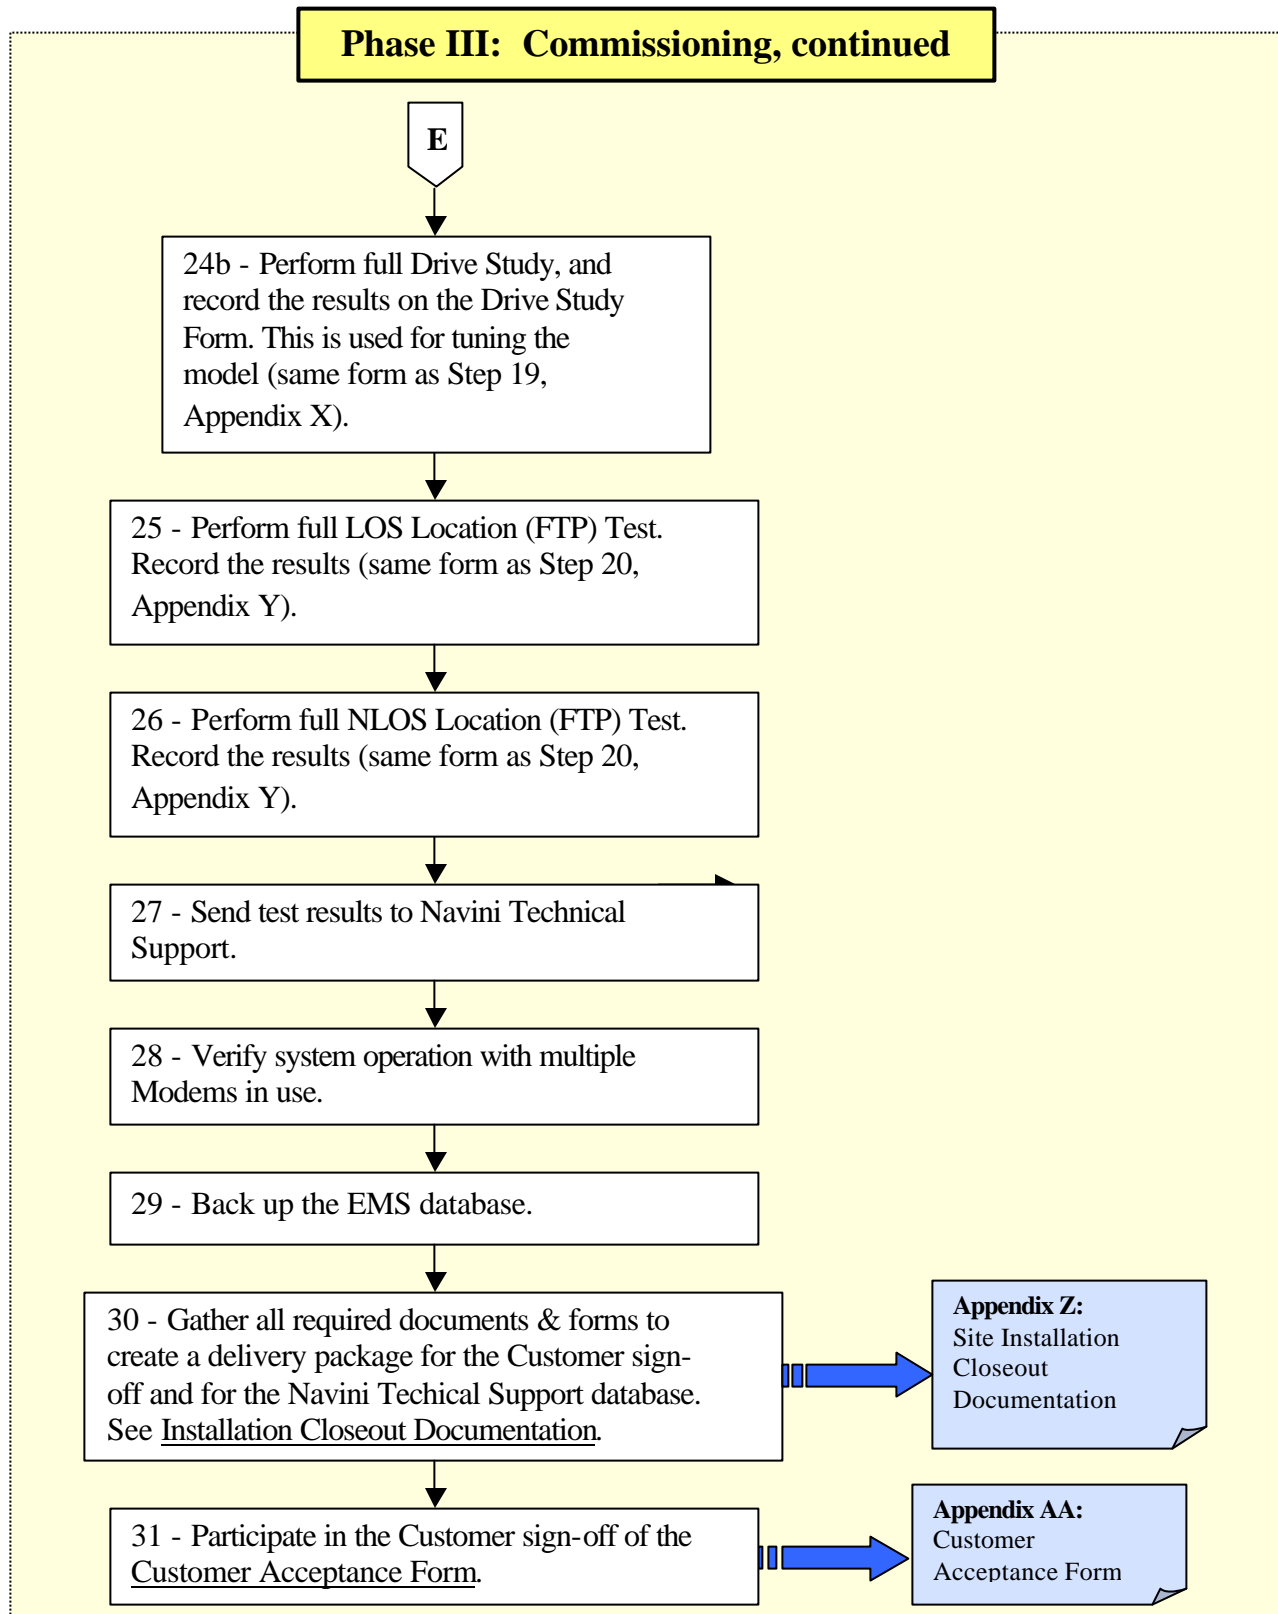 Phase III:  Commissioning, continued
E
24b - Perform full Drive Study, and
record the results on the Drive Study
Form. This is used for tuning the
model (same form as Step 19,
Appendix X).
25 - Perform full LOS Location (FTP) Test.
Record the results (same form as Step 20,
Appendix Y).
26 - Perform full NLOS Location (FTP) Test.
Record the results (same form as Step 20,
Appendix Y).
27 - Send test results to Navini Technical
Support.
28 - Verify system operation with multiple
Modems in use.
29 - Back up the EMS database.
30 - Gather all required documents & forms to
create a delivery package for the Customer sign-
off and for the Navini Techical Support database.
See Installation Closeout Documentation.
Appendix Z:
Site Installation
Closeout
Documentation
31 - Participate in the Customer sign-off of the
Customer Acceptance Form.
Appendix AA:
Customer
Acceptance Form